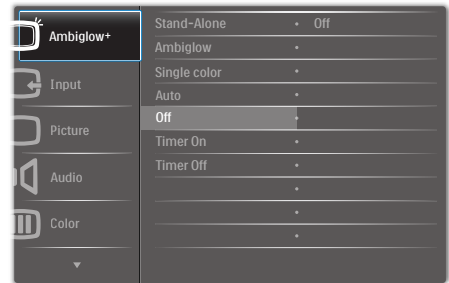 Ambiglow+
Input
Picture
Audio
Color
Stand-Alone • Off
Ambiglow •
Single color •
Auto •
Off •
Timer On •
Timer Off •
•
•
•